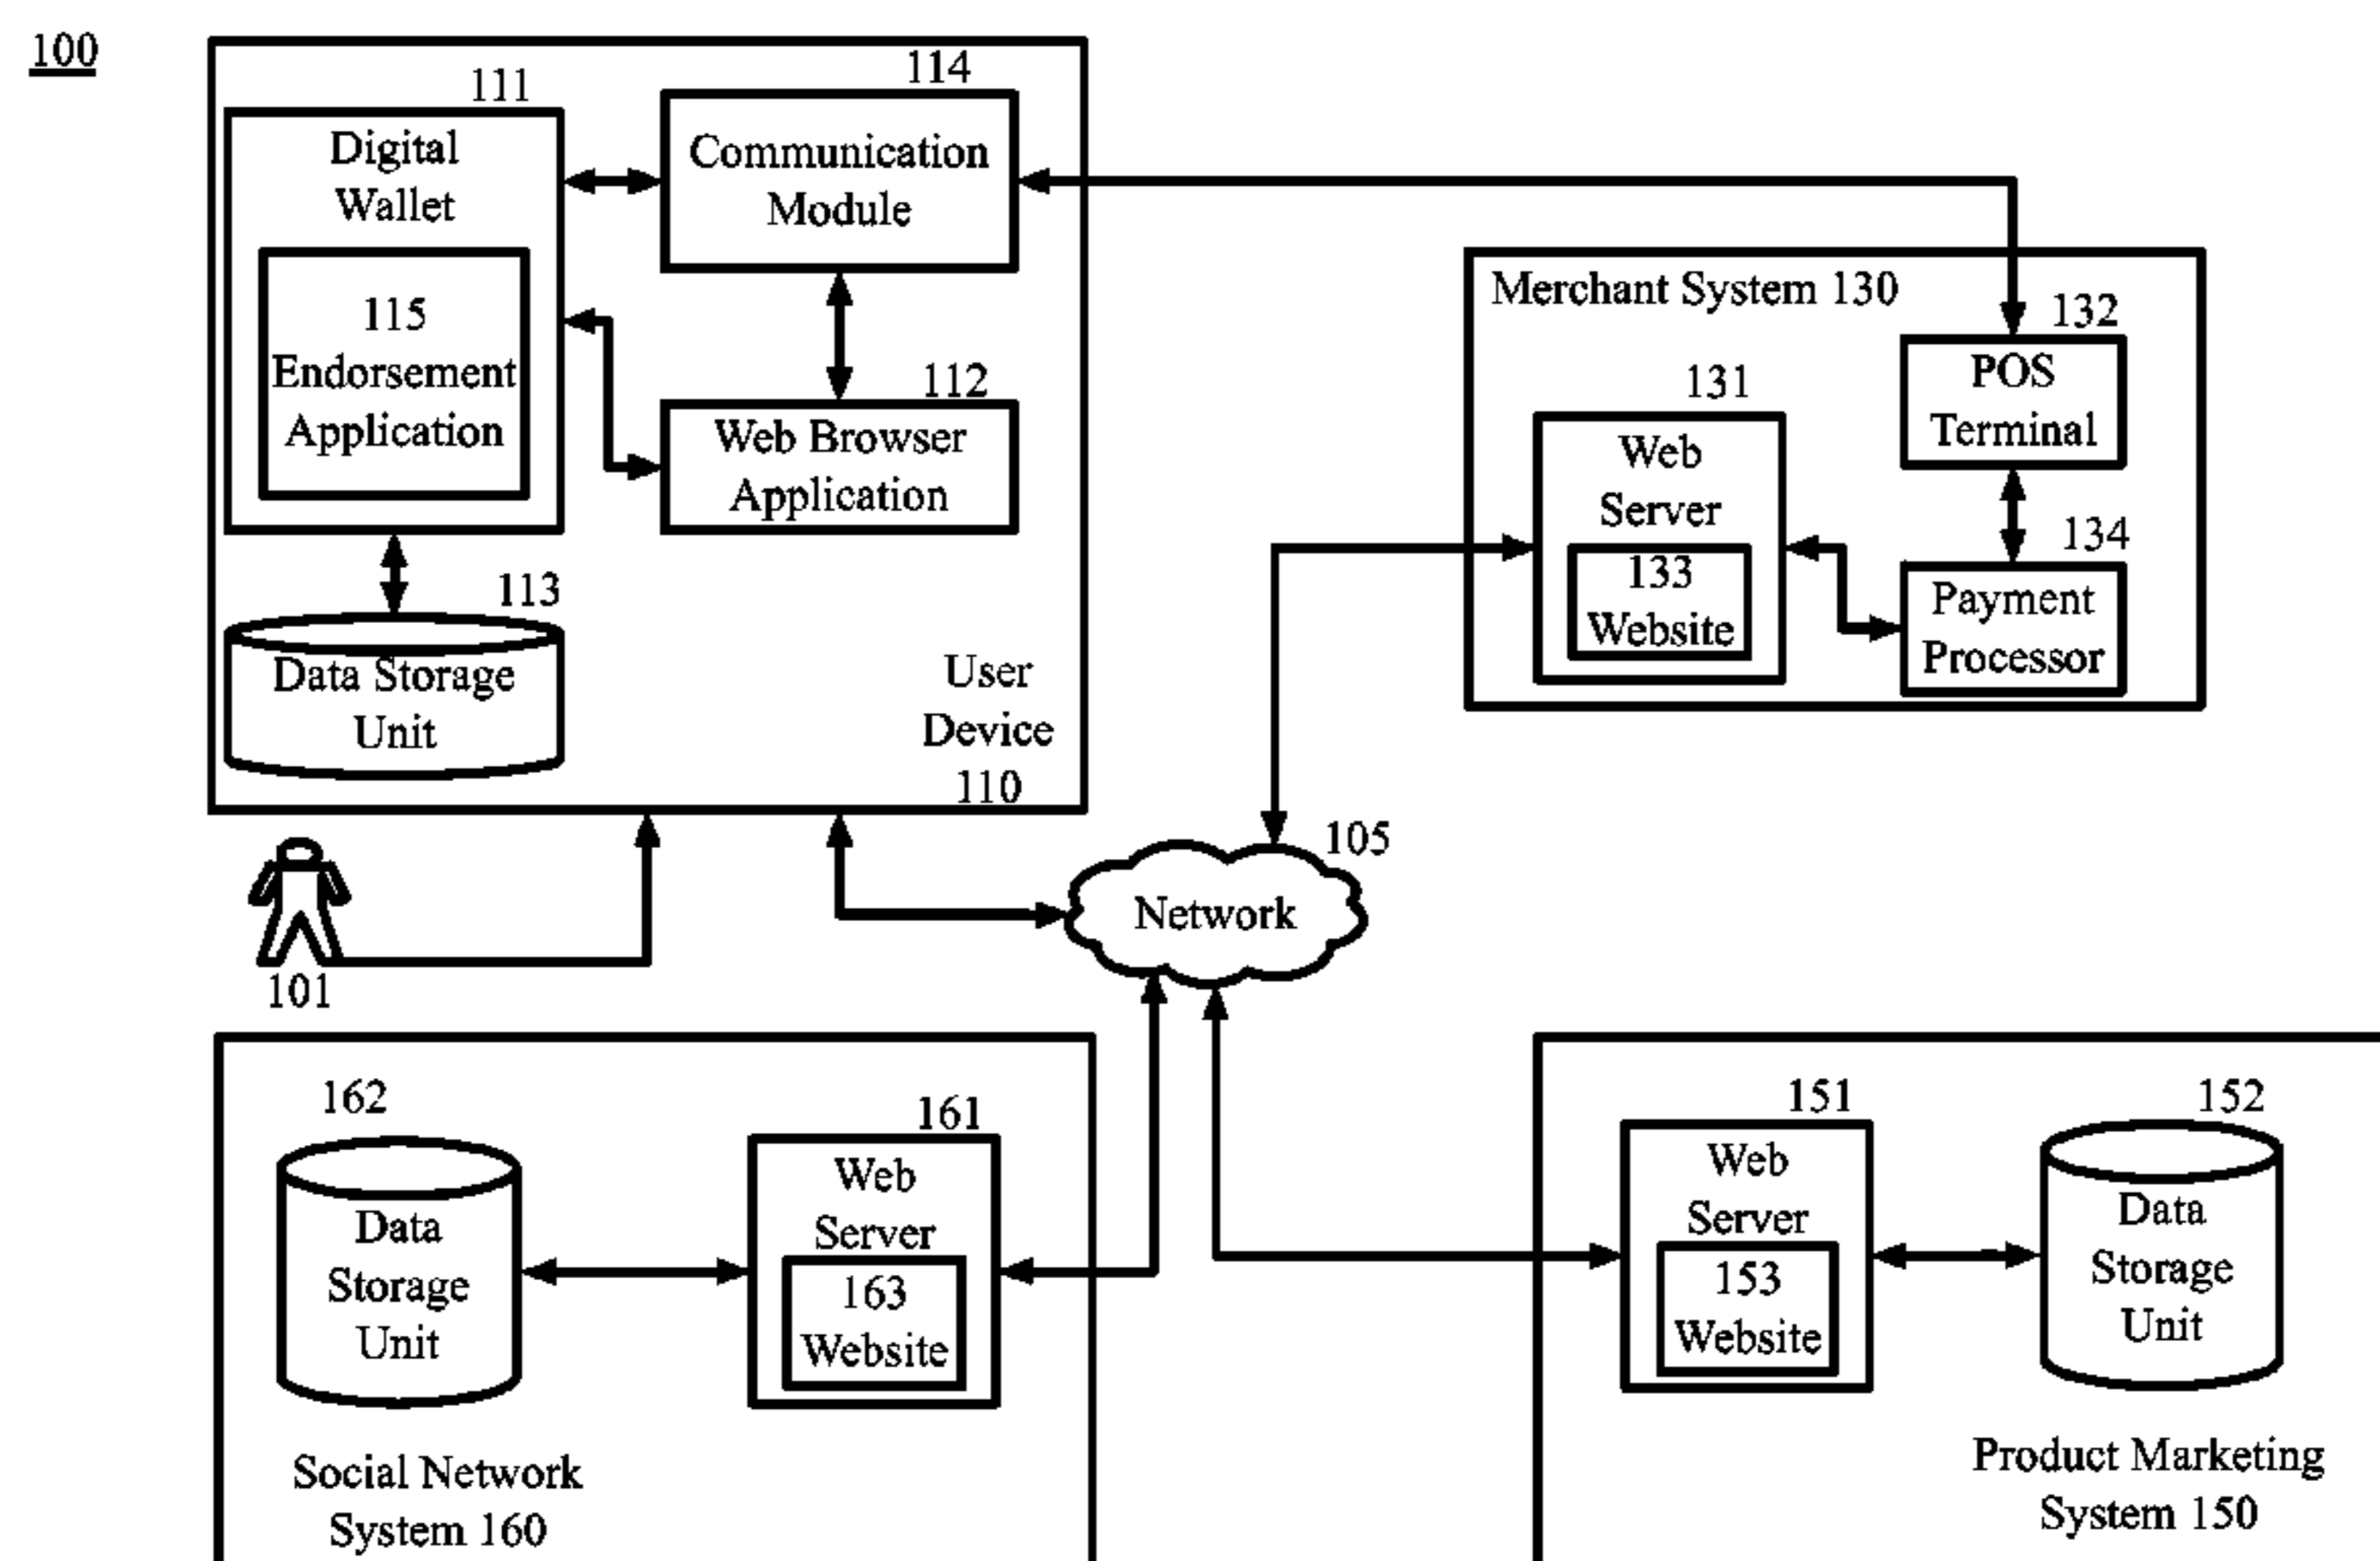 100
111
Digital
Wallet
115
Endorsement
Application
114
Communication
Module
112
Web Browser
Application
113
Data Storage
Unit
User
Device
110
Merchant System 130
132
POS
Terminal
131
Web
Server
133
Website
134
Payment
Processor
101
105
Network
162
Data
Storage
Unit
161
Web
Server
163
Website
Social Network
System 160
151
Web
Server
153
Website
152
Data
Storage
Unit
Product Marketing
System 150